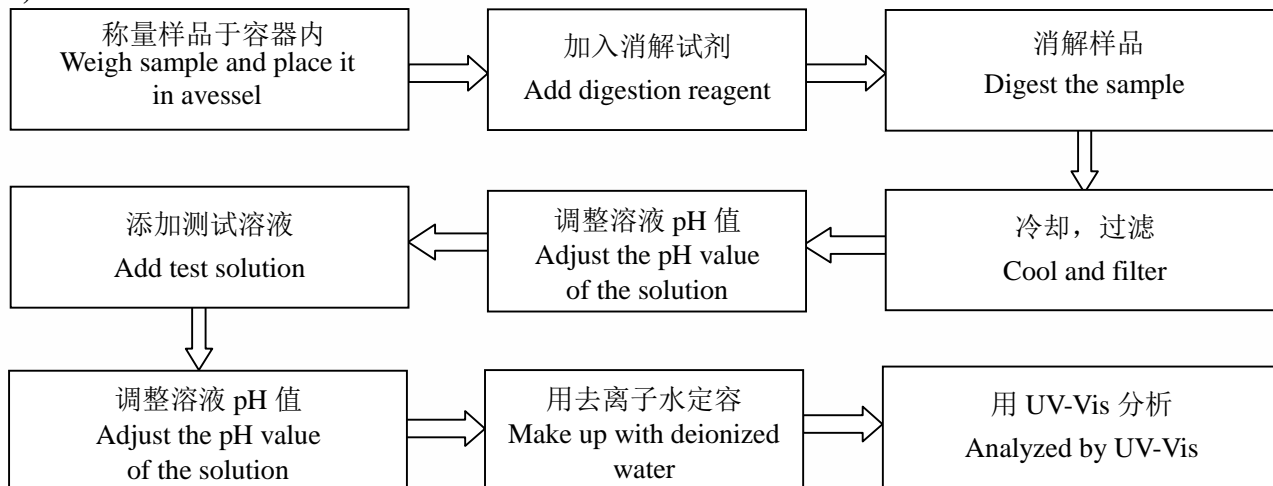 称量样品于容器内
Weigh sample and place it
in avessel
加入消解试剂
Add digestion reagent
消解样品
Digest the sample
冷却，过滤
Cool and filter
调整溶液 pH 值
Adjust the pH value
of the solution
添加测试溶液
Add test solution
调整溶液 pH 值
Adjust the pH value
of the solution
用去离子水定容
Make up with deionized
water
用 UV-Vis 分析
Analyzed by UV-Vis